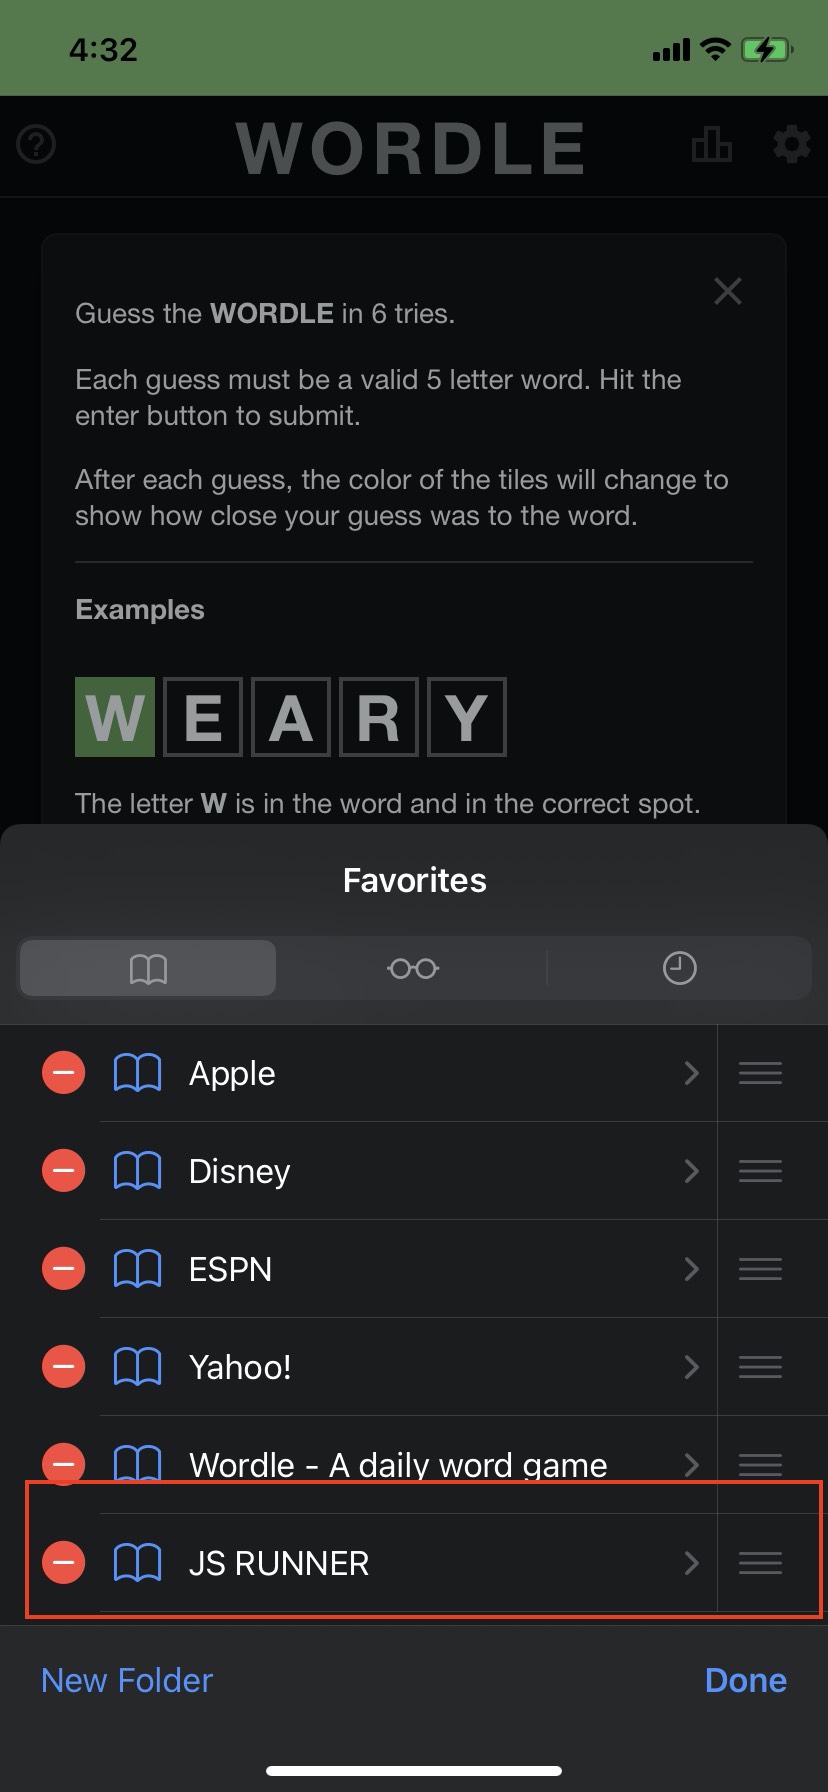 4:32
WORDLE
Guess the WORDLE in 6 tries.
Each guess must be a valid 5 letter word. Hit the
enter button to submit.
After each guess, the color of the tiles will change to
show how close your guess was to the word.
Examples
WEARY
The letter W is in the word and in the correct spot.
Favorites
Apple
Disney
ESPN
Yahoo!
Wordle - A daily word game
JS RUNNER
New Folder
Done